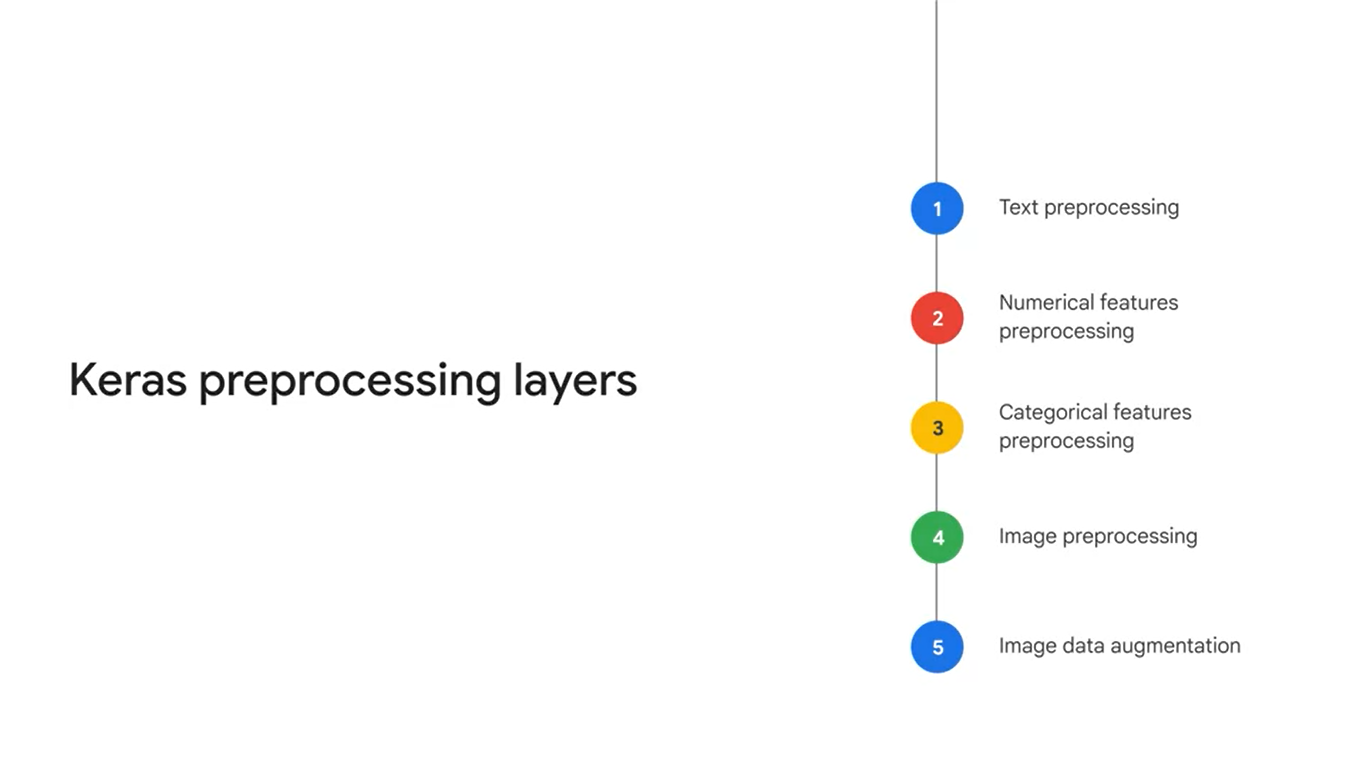 Keras preprocessing layers
1
Text preprocessing
2
Numerical features
preprocessing
3
Categorical features
preprocessing
4
Image preprocessing
5
Image data augmentation